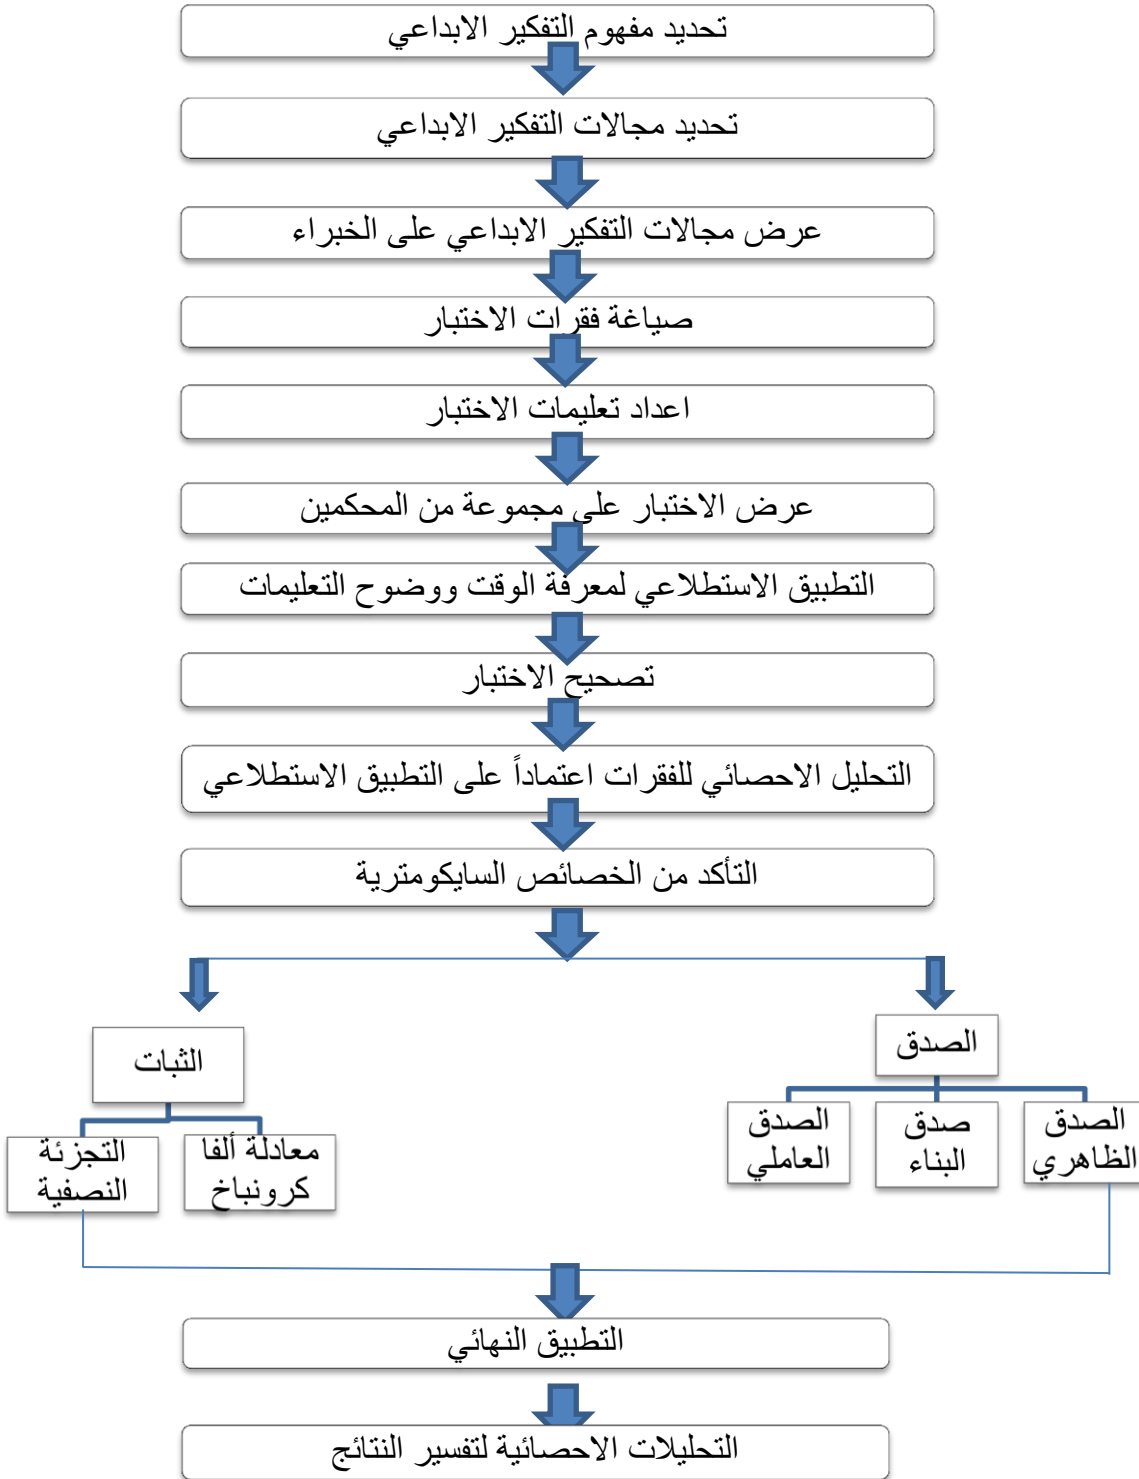 تحديد مفهوم التفكير الابداعي
تحديد مجالات التفكير الابداعي
عرض مجالات التفكير الابداعي على الخبراء
صياغة فقرات الاختبار
اعداد تعليمات الاختبار
عرض الاختبار على مجموعة من المحكمين
التطبيق الاستطلاعي لمعرفة الوقت ووضوح التعليمات
تصحيح الاختبار
التحليل الاحصائي للفقرات اعتماداً على التطبيق الاستطلاعي
التأكد من الخصائص السايكومترية
الصدق
الصدق
الظاهري
صدق
البناء
الصدق
العاملي
الثبات
معادلة ألفا
كرونباخ
التجزئة
النصفية
التطبيق النهائي
التحليلات الاحصائية لتفسير النتائج